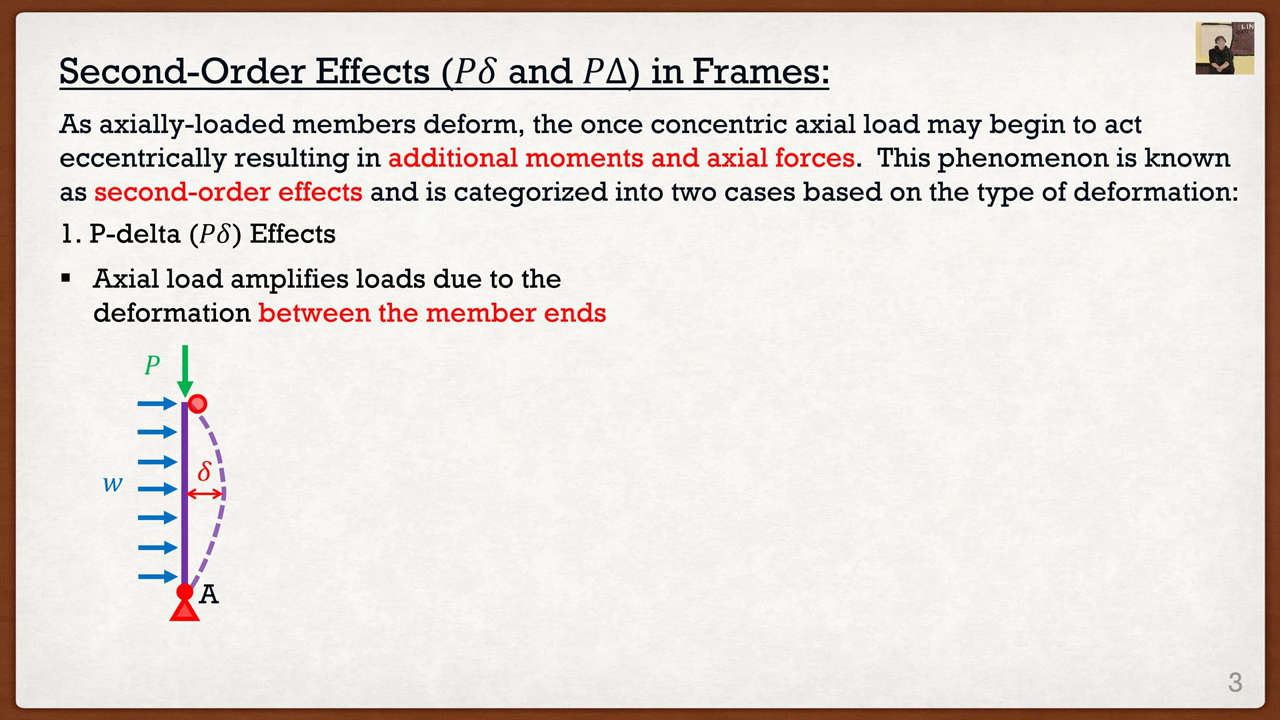 LIN
Second-Order Effects (𝑃𝛿 and 𝑃Δ) in Frames:
As axially-loaded members deform, the once concentric axial load may begin to act
eccentrically resulting in additional moments and axial forces. This phenomenon is known
as second-order effects and is categorized into two cases based on the type of deformation:
1. P-delta (𝑃𝛿) Effects
▪ Axial load amplifies loads due to the
deformation between the member ends
𝑃
𝛿
𝑤
A
3